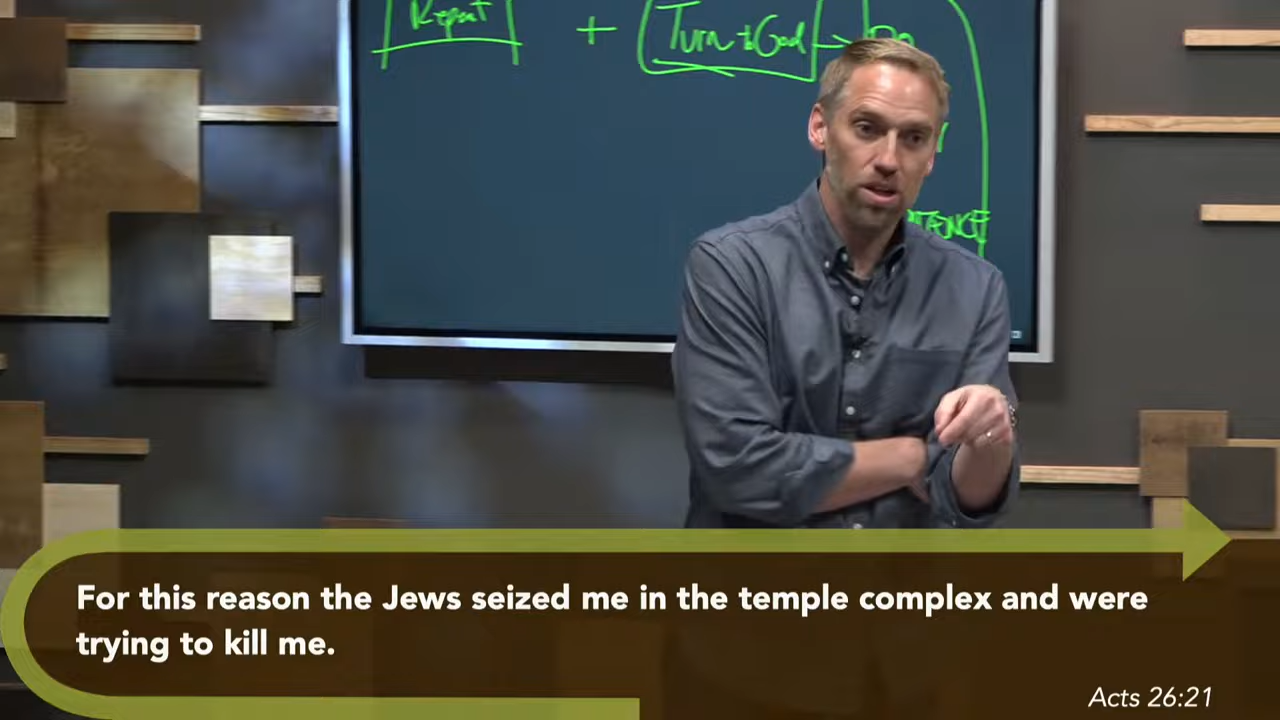 Repent + Turn to God
For this reason the Jews seized me in the temple complex and were
trying to kill me.
Acts 26:21